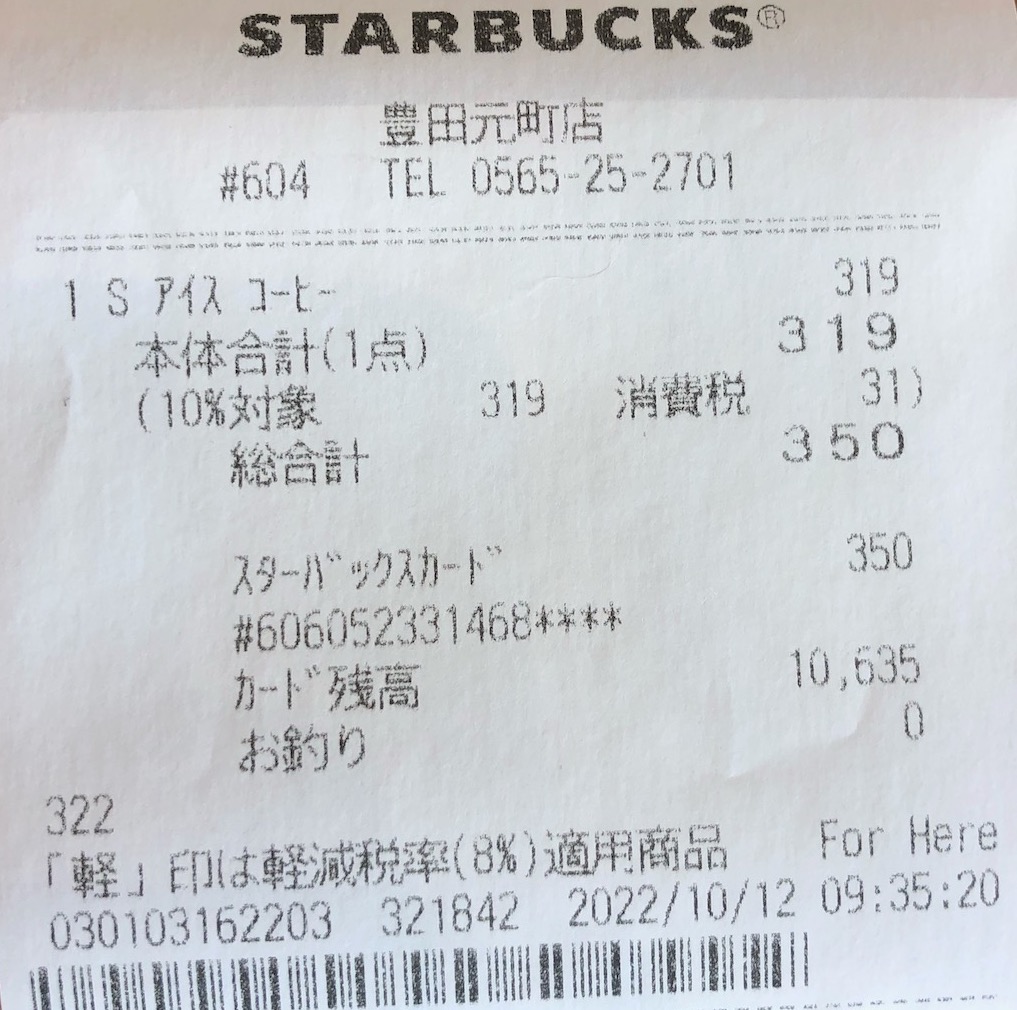 STARBUCKS®
豊田元町店
#604 TEL 0565-25-2701
1 S ｱｲｽ ｺｰﾋｰ 319
本体合計(1点) 319
(10%対象 319 消費税 31)
総合計 350
ｽﾀｰﾊﾞｯｸｽｶｰﾄﾞ 350
#606052331468****
ｶｰﾄﾞ残高 10,635
お釣り 0
322
「軽」印は軽減税率(8%)適用商品 For Here
030103162203 321842 2022/10/12 09:35:20